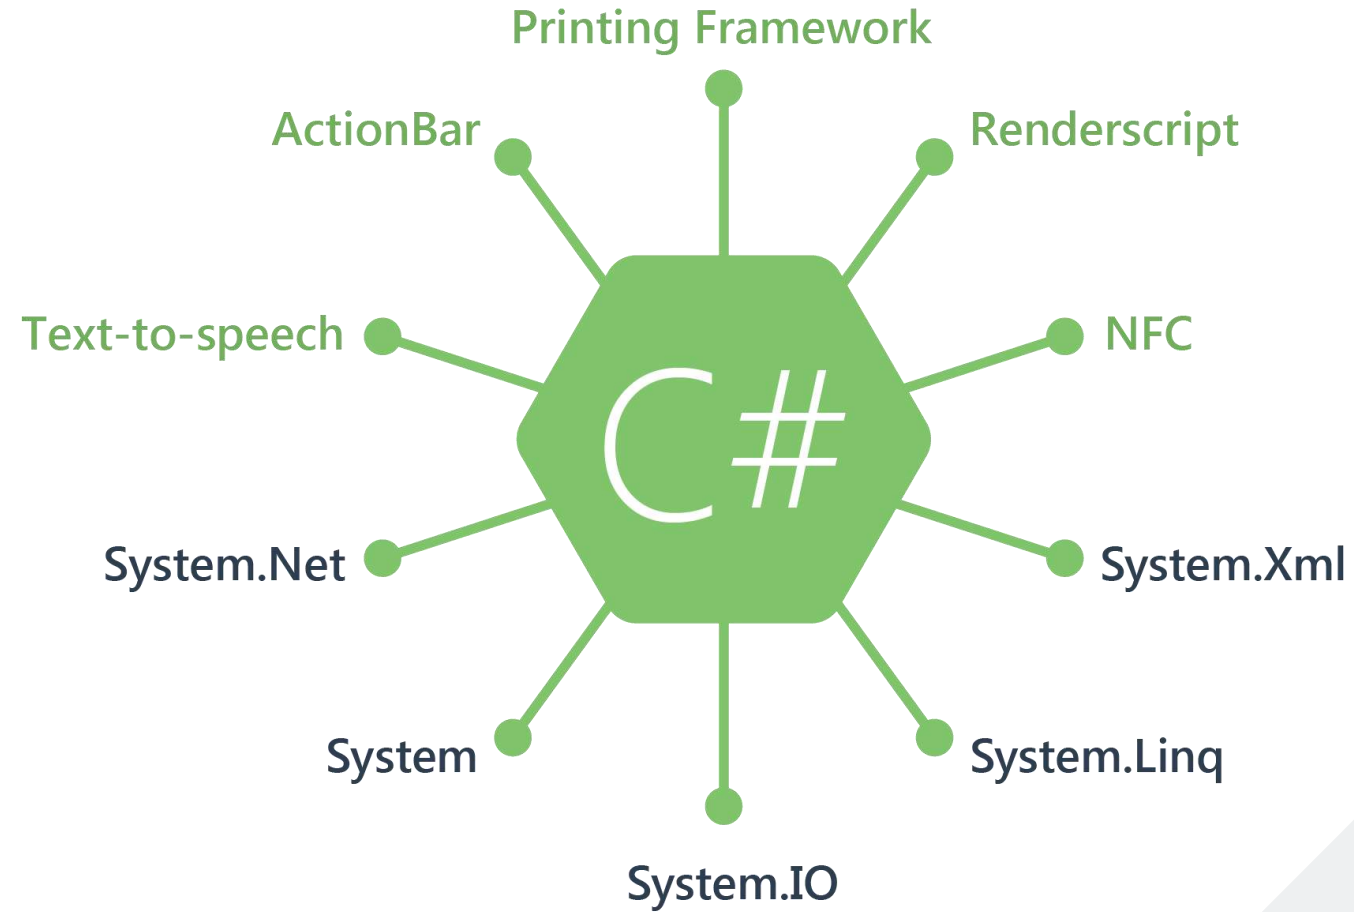 Printing Framework
ActionBar
Renderscript
Text-to-speech
NFC
C#
System.Net
System.Xml
System
System.Linq
System.IO